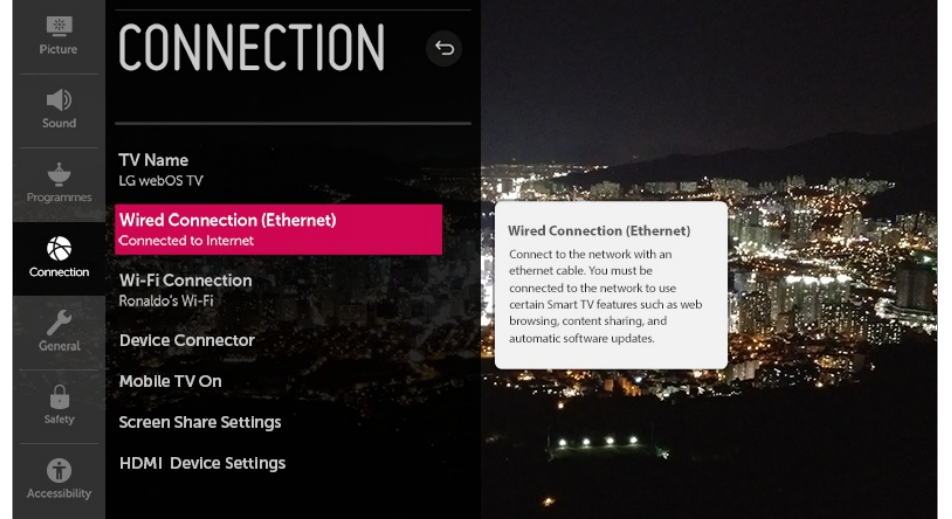 Picture
Sound
Programmes
Connection
General
Safety
Accessibility
CONNECTION
TV Name
LG webOS TV
Wired Connection (Ethernet)
Connected to Internet
Wi-Fi Connection
Ronaldo's Wi-Fi
Device Connector
Mobile TV On
Screen Share Settings
HDMI Device Settings
Wired Connection (Ethernet)
Connect to the network with an
ethernet cable. You must be
connected to the network to use
certain Smart TV features such as web
browsing, content sharing, and
automatic software updates.